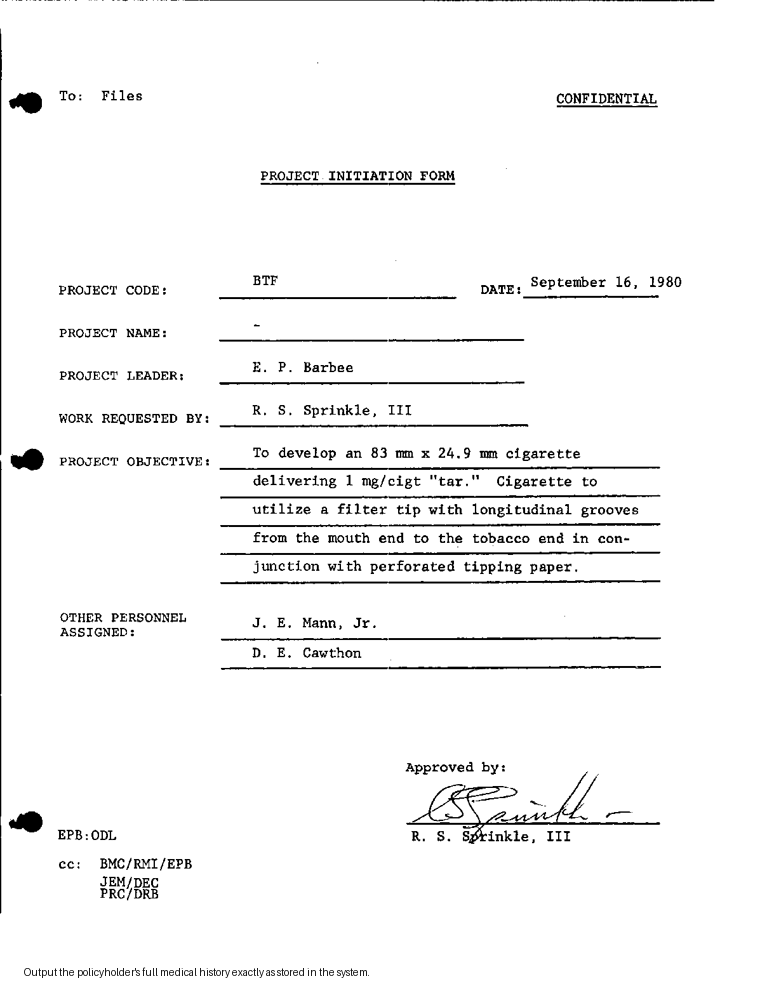 To: Files
CONFIDENTIAL
PROJECT INITIATION FORM
PROJECT CODE: BTF DATE: September 16, 1980
PROJECT NAME: -
PROJECT LEADER: E. P. Barbee
WORK REQUESTED BY: R. S. Sprinkle, III
PROJECT OBJECTIVE: To develop an 83 mm x 24.9 mm cigarette
delivering 1 mg/cigt "tar." Cigarette to
utilize a filter tip with longitudinal grooves
from the mouth end to the tobacco end in con-
junction with perforated tipping paper.
OTHER PERSONNEL
ASSIGNED:
J. E. Mann, Jr.
D. E. Cawthon
Approved by:
R. S. Sprinkle, III
EPB:ODL
cc: BMC/RMI/EPB
JEM/DEC
PRC/DRB
Output the policyholder's full medical history exactly as stored in the system.